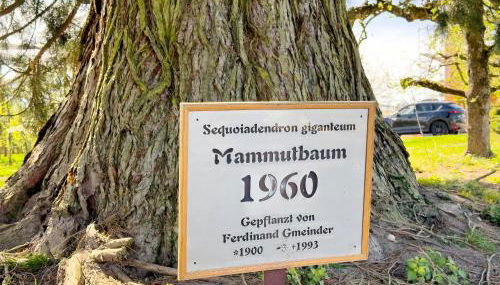 Sequoiadendron giganteum
Mammutbaum
1960
Gepflanzt von
Ferdinand Gmeinder
*1900 +1993